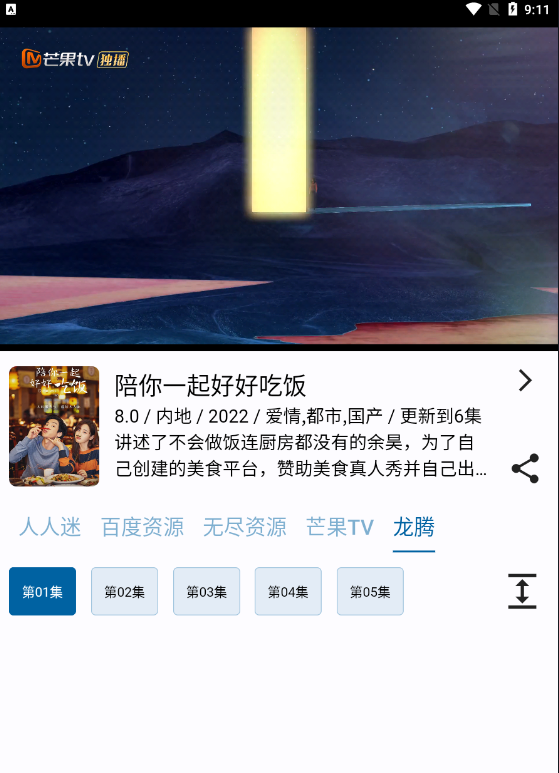 A
9:11
芒果tv 独播
陪你一起
好好吃饭
陪你一起好好吃饭
8.0 / 内地 / 2022 / 爱情,都市,国产 / 更新到6集
讲述了不会做饭连厨房都没有的余昊，为了自
己创建的美食平台，赞助美食真人秀并自己出...
人人迷 百度资源 无尽资源 芒果TV 龙腾
第01集 第02集 第03集 第04集 第05集